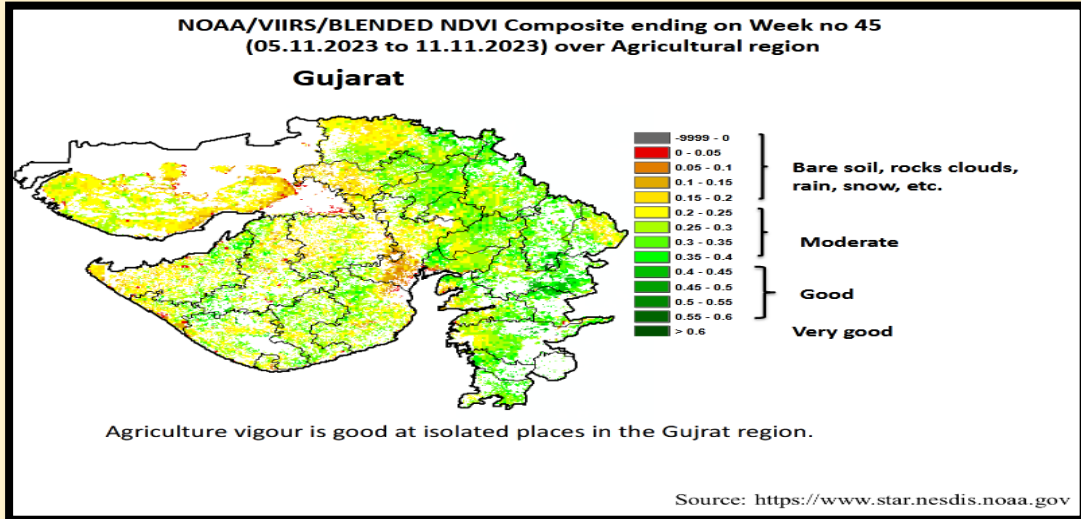 NOAA/VIIRS/BLENDED NDVI Composite ending on Week no 45
(05.11.2023 to 11.11.2023) over Agricultural region
Gujarat
-9999 - 0
0 - 0.05
0.05 - 0.1
0.1 - 0.15
0.15 - 0.2
0.2 - 0.25
0.25 - 0.3
0.3 - 0.35
0.35 - 0.4
0.4 - 0.45
0.45 - 0.5
0.5 - 0.55
0.55 - 0.6
> 0.6
Bare soil, rocks clouds,
rain, snow, etc.
Moderate
Good
Very good
Agriculture vigour is good at isolated places in the Gujrat region.
Source: https://www.star.nesdis.noaa.gov